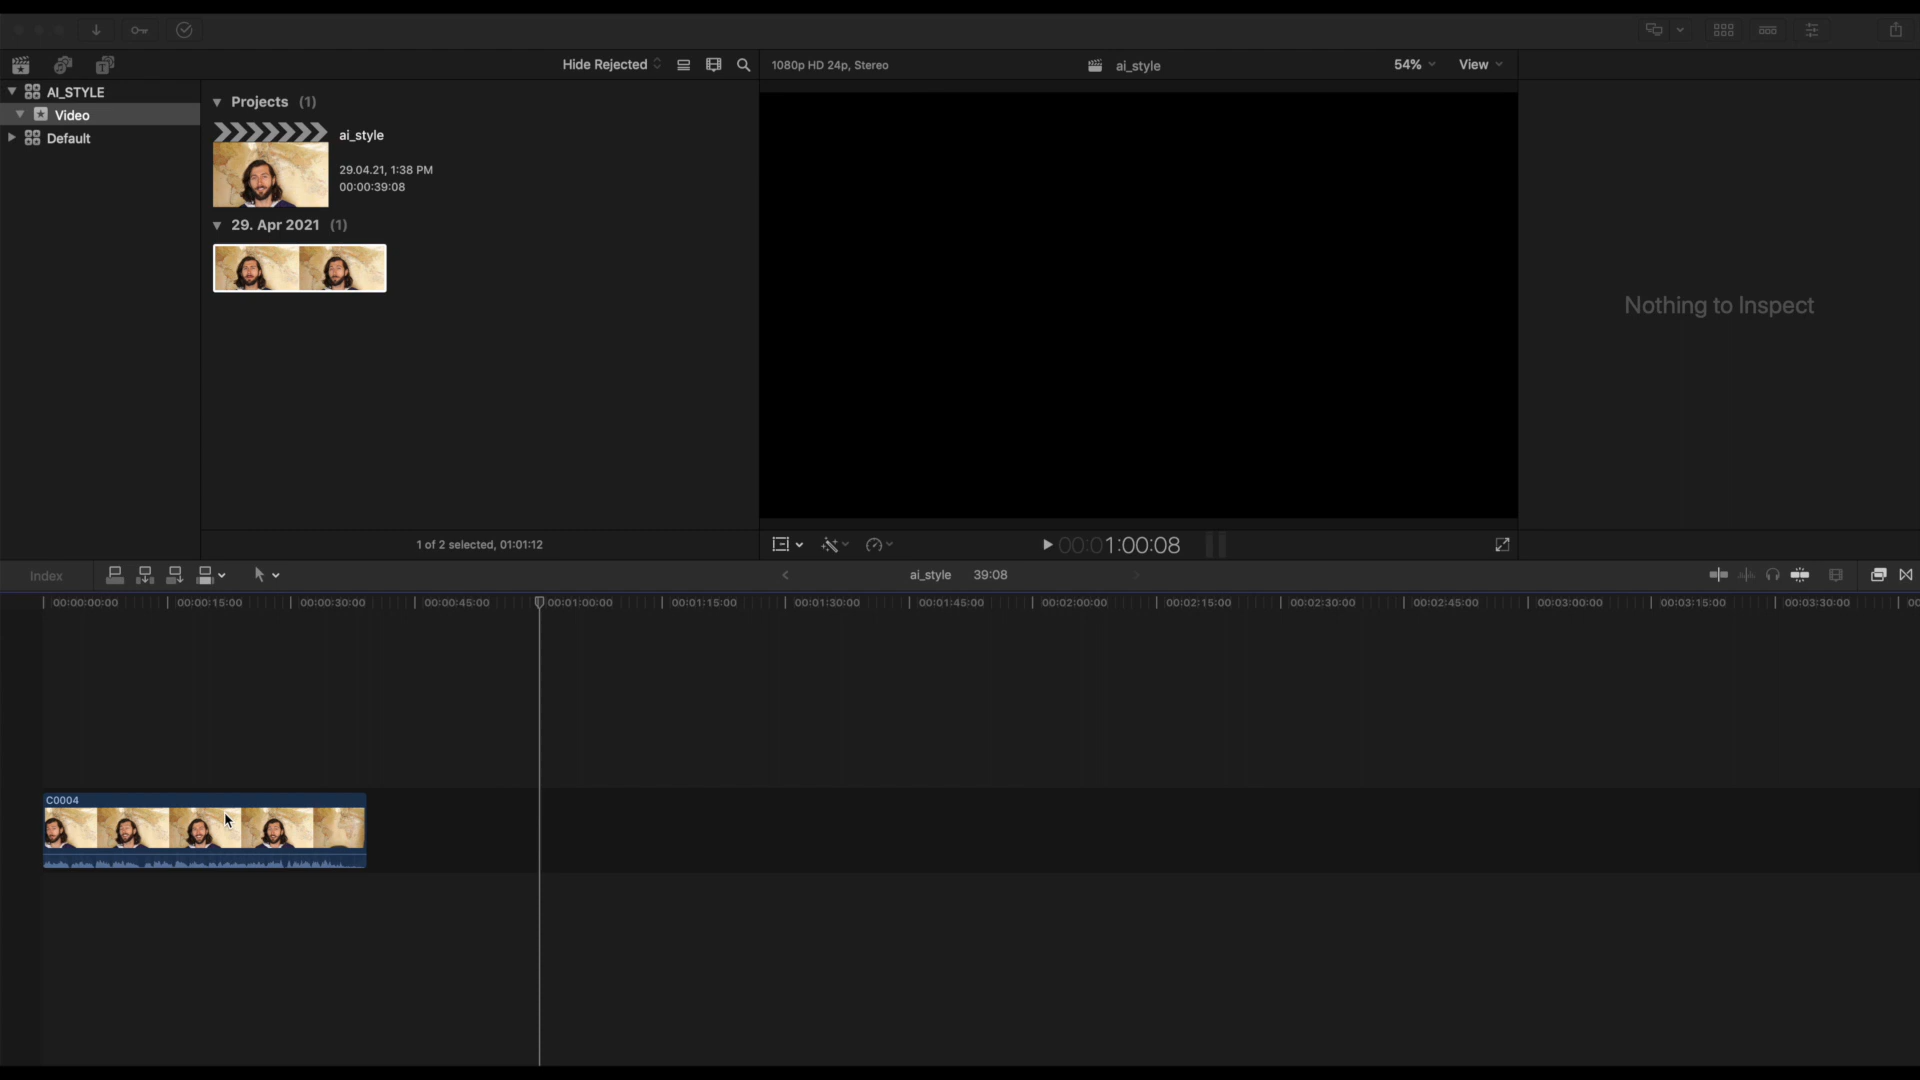 Hide Rejected
1080p HD 24p, Stereo
ai_style
54%
View
AI_STYLE
Video
Default
Projects (1)
ai_style
29.04.21, 1:38 PM
00:00:39:08
29. Apr 2021 (1)
Nothing to Inspect
1 of 2 selected, 01:01:12
00:01:00:08
Index
ai_style 39:08
00:00:00:00 00:00:15:00 00:00:30:00 00:00:45:00 00:01:00:00 00:01:15:00 00:01:30:00 00:01:45:00 00:02:00:00 00:02:15:00 00:02:30:00 00:02:45:00 00:03:00:00 00:03:15:00 00:03:30:00
C0004